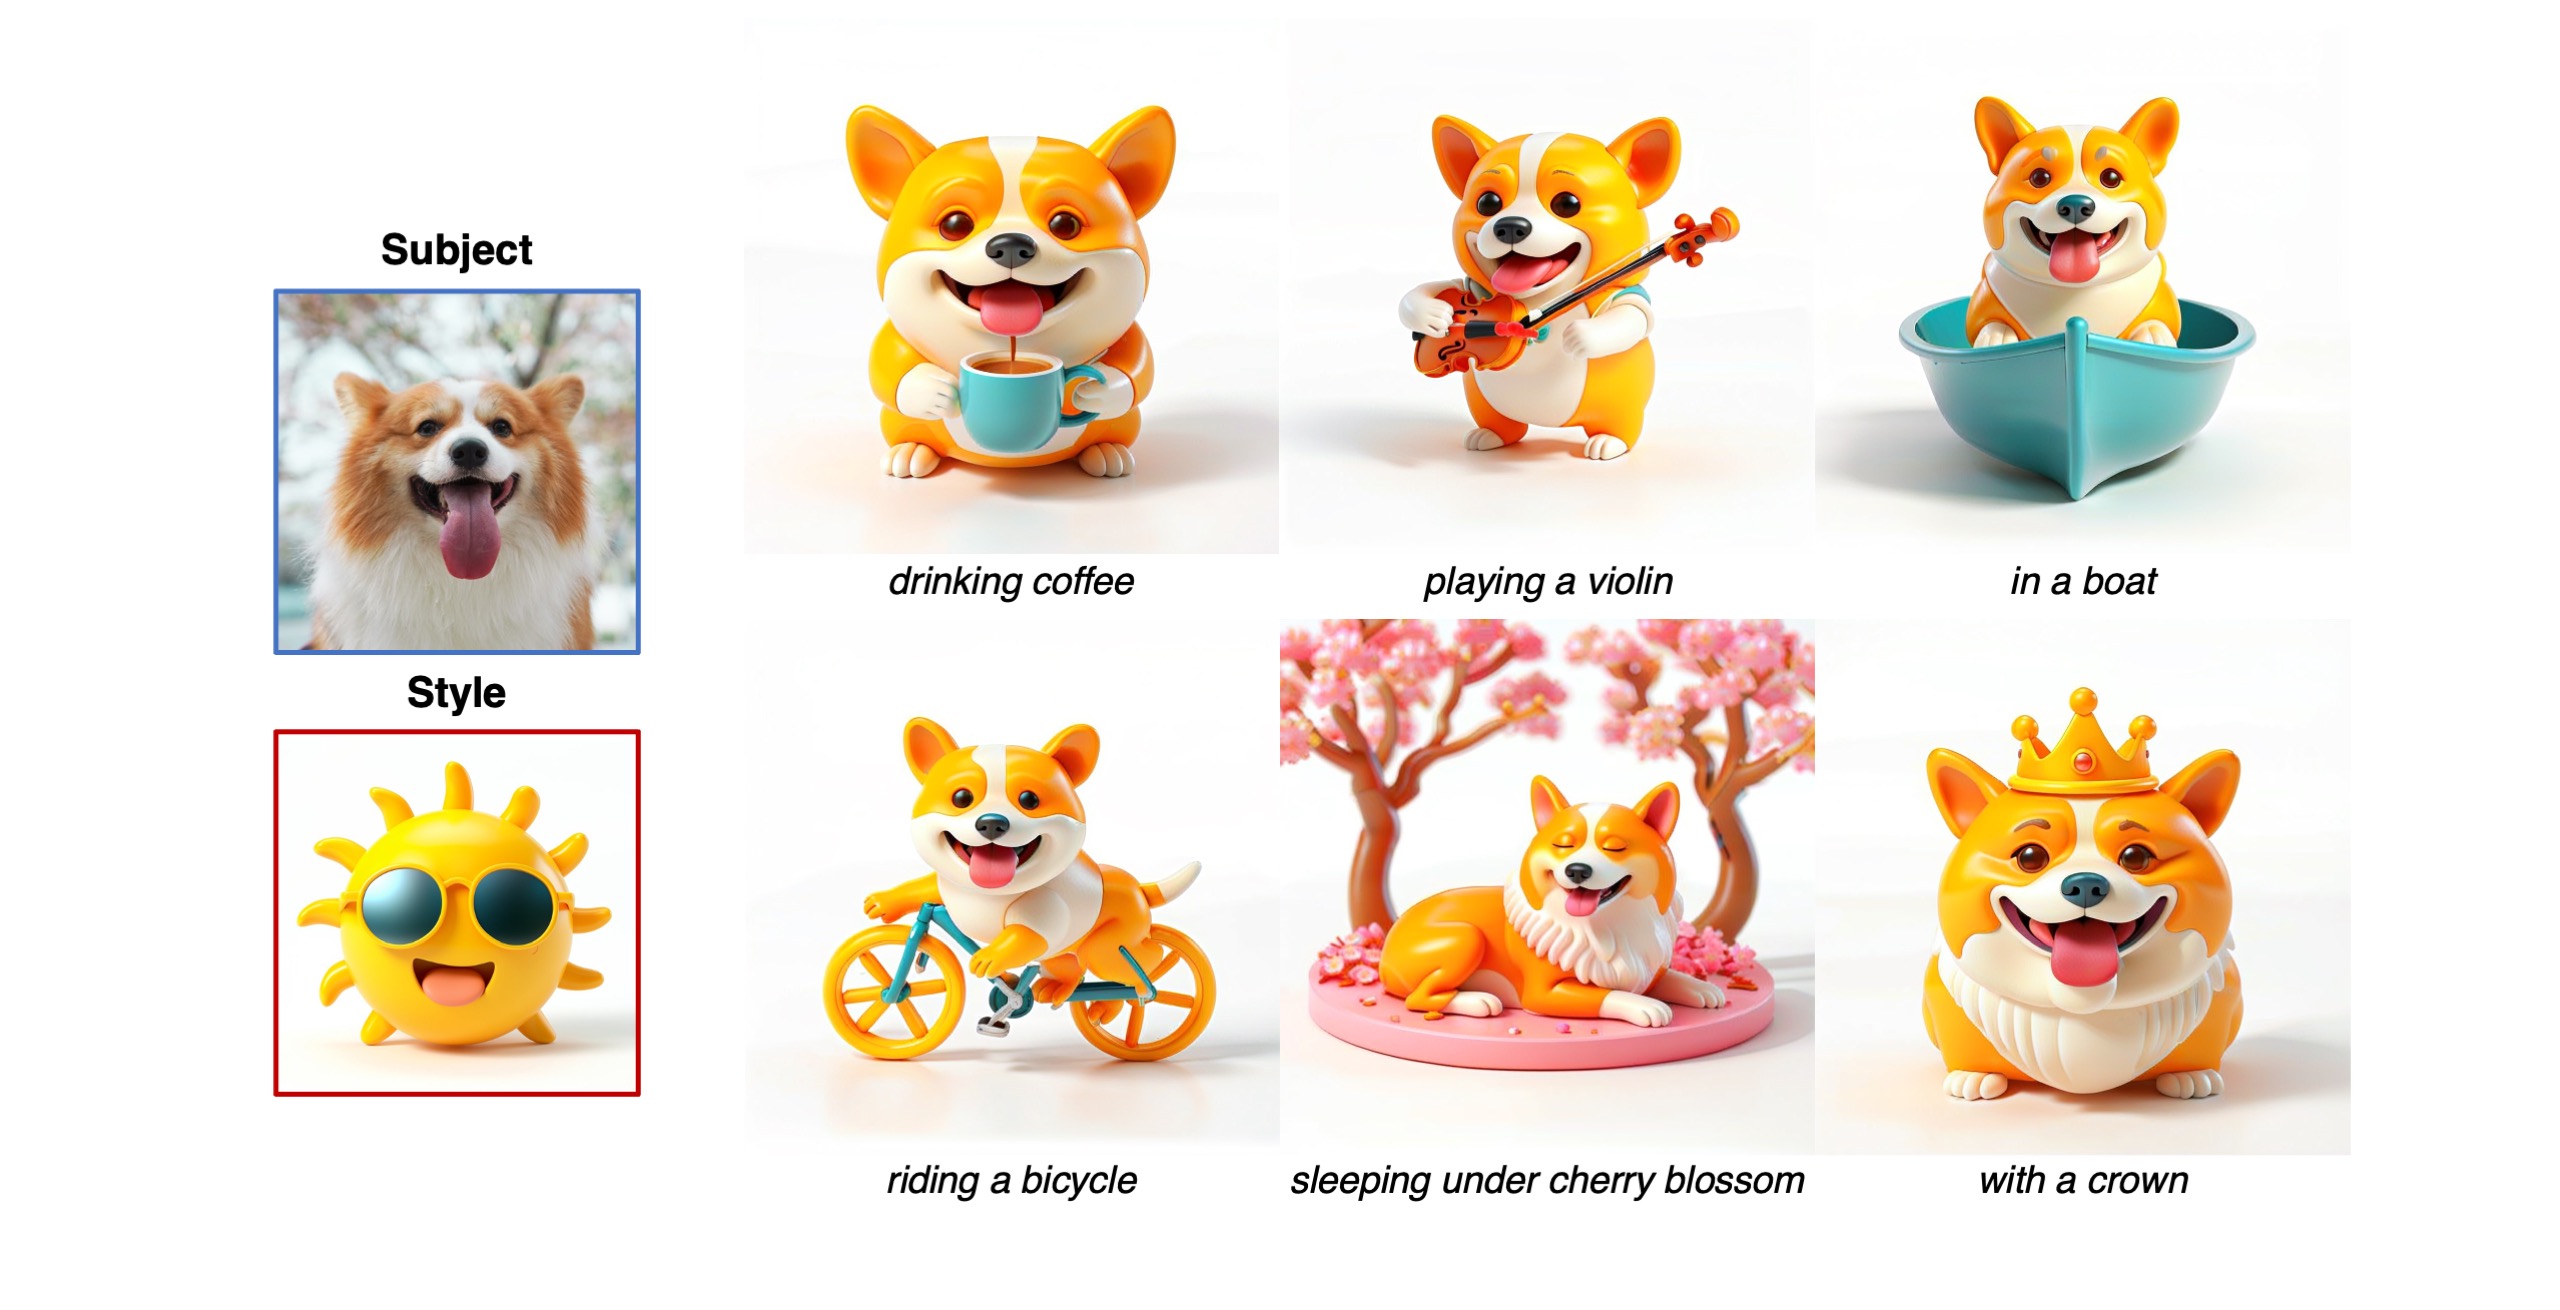 Subject
Style
drinking coffee
playing a violin
in a boat
riding a bicycle
sleeping under cherry blossom
with a crown